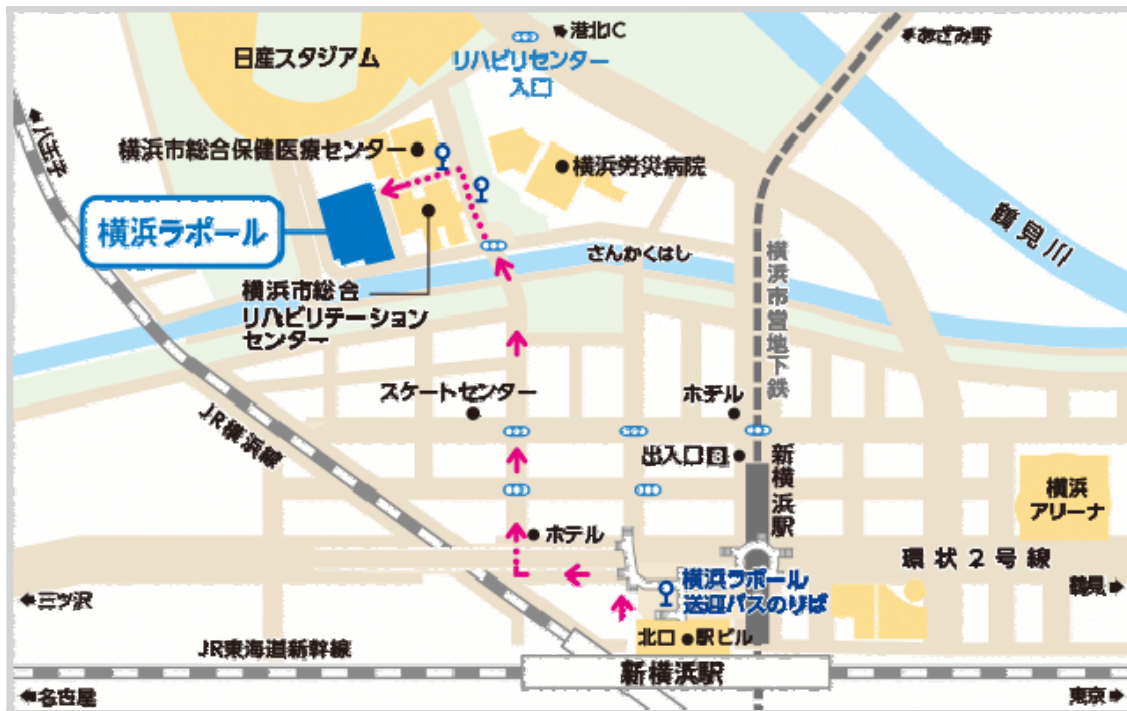 港北IC
あざみ野
日産スタジアム
リハビリセンター
入口
八王子
横浜市総合保健医療センター
横浜労災病院
横浜ラポール
鶴見川
さんかくはし
横浜市営地下鉄
横浜市総合
リハビリテーション
センター
スケートセンター
ホテル
JR横浜線
出入口8
新横浜駅
横浜
アリーナ
ホテル
環状2号線
横浜ラポール
送迎バスのりば
三ツ沢
鶴見
北口
駅ビル
JR東海道新幹線
新横浜駅
名古屋
東京